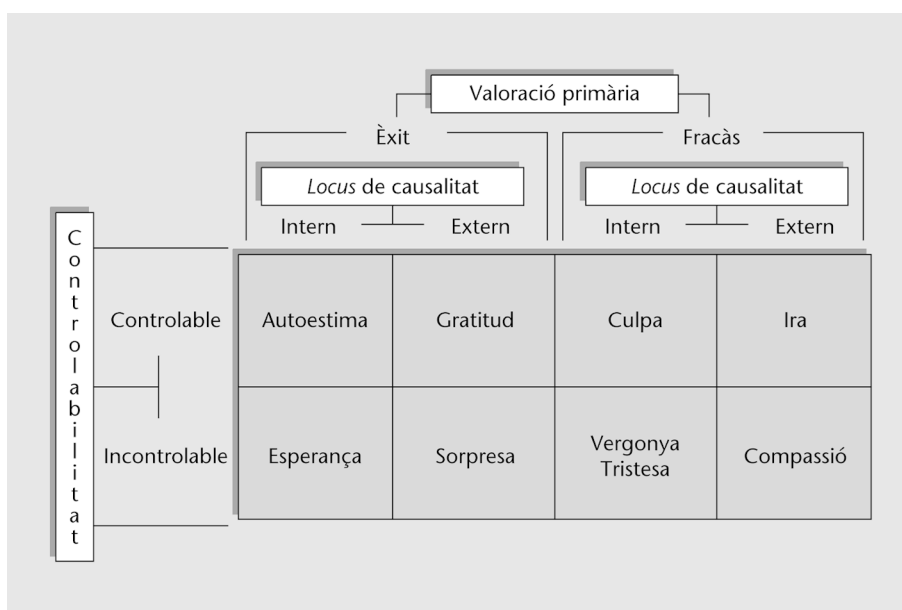 Valoració primària
Èxit
Fracàs
Locus de causalitat
Locus de causalitat
Intern
Extern
Intern
Extern
Controlabilitat
Controlable
Autoestima
Gratitud
Culpa
Ira
Incontrolable
Esperança
Sorpresa
Vergonya
Tristesa
Compassió